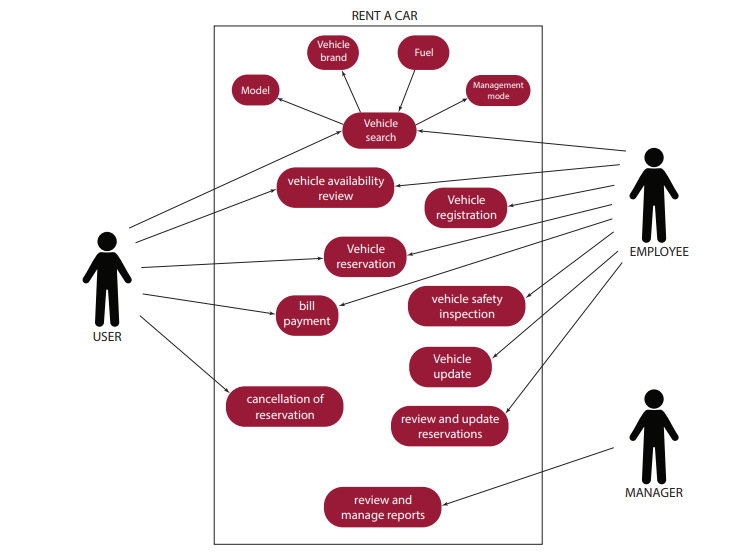 RENT A CAR
Vehicle
brand
Fuel
Model
Management
mode
Vehicle
search
vehicle availability
review
Vehicle
registration
EMPLOYEE
Vehicle
reservation
vehicle safety
inspection
bill
payment
USER
Vehicle
update
cancellation of
reservation
review and update
reservations
MANAGER
review and
manage reports